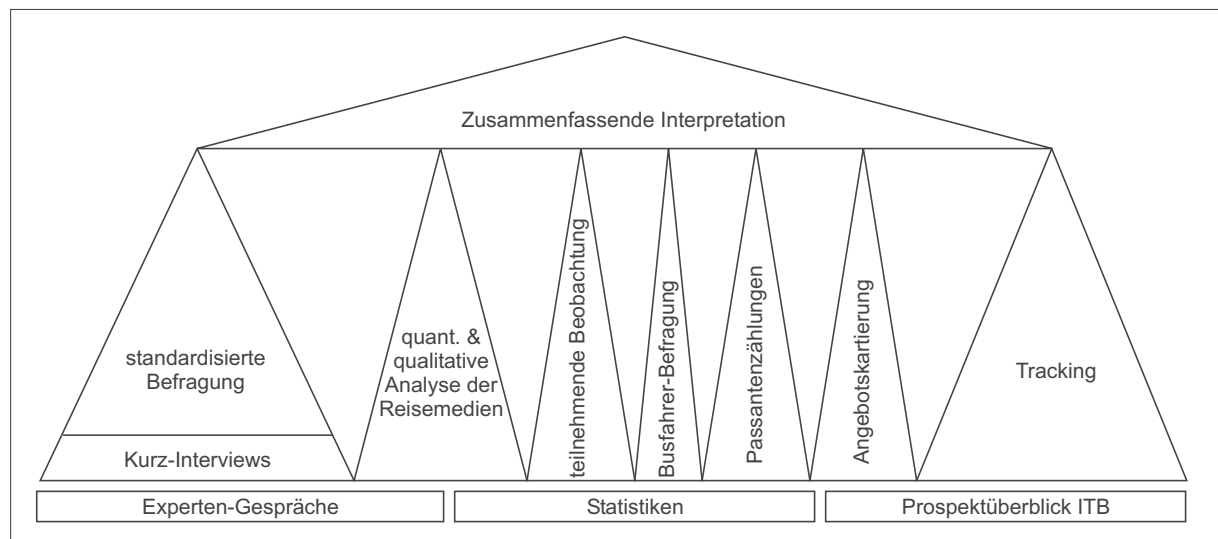 Zusammenfassende Interpretation
standardisierte
Befragung
Kurz-Interviews
quant. &
qualitative
Analyse der
Reisemedien
teilnehmende Beobachtung
Busfahrer-Befragung
Passantenzählungen
Angebotskartierung
Tracking
Experten-Gespräche
Statistiken
Prospektüberblick ITB